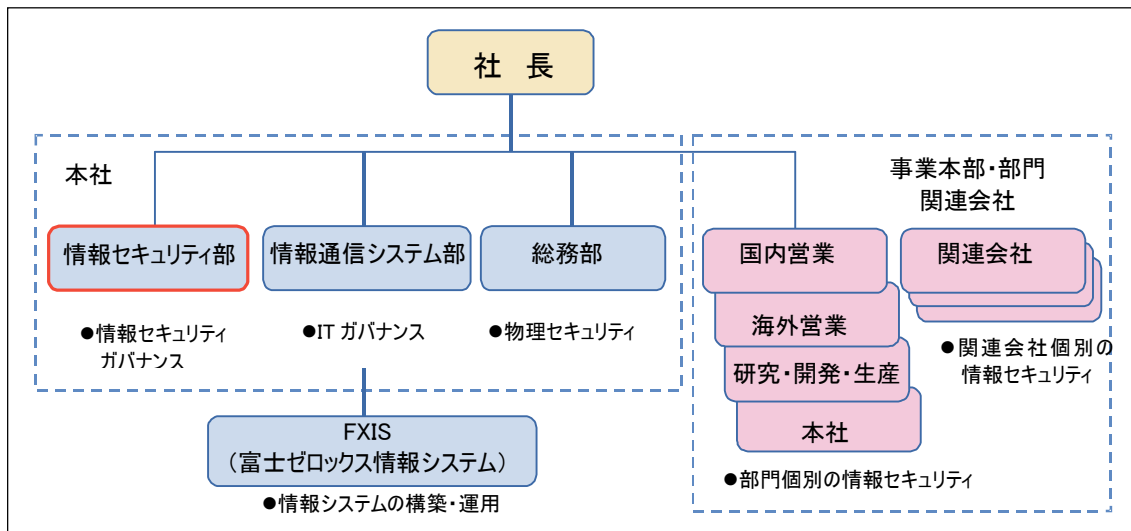 社 長
本社
事業本部・部門
関連会社
情報セキュリティ部
情報通信システム部
総務部
国内営業
関連会社
●情報セキュリティ
ガバナンス
●IT ガバナンス
●物理セキュリティ
海外営業
研究・開発・生産
本社
●関連会社個別の
情報セキュリティ
FXIS
(富士ゼロックス情報システム)
●部門個別の情報セキュリティ
●情報システムの構築・運用